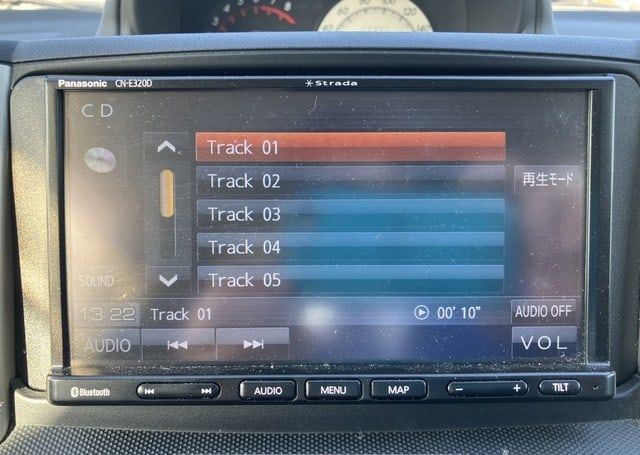 Panasonic CN-E320D Strada
CD
Track 01
Track 02
再生モード
Track 03
Track 04
SOUND
Track 05
13 22 Track 01 00' 10" AUDIO OFF
AUDIO VOL
Bluetooth AUDIO MENU MAP − + TILT